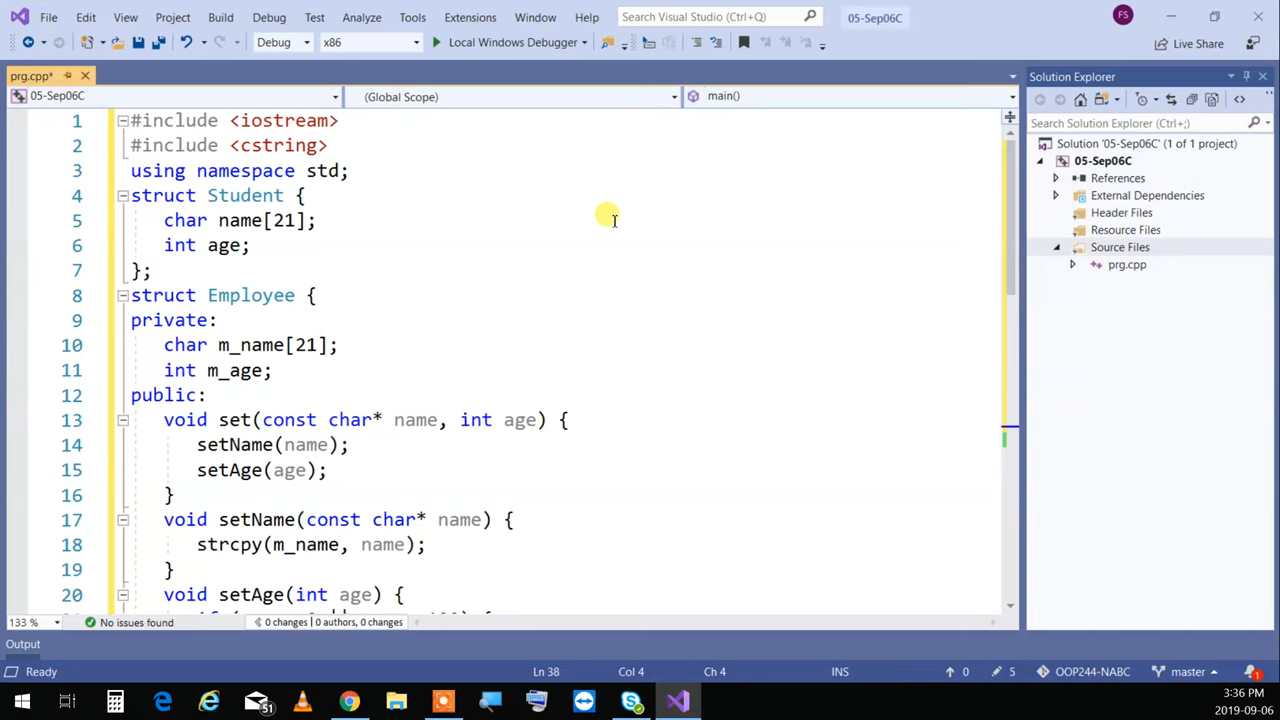 File Edit View Project Build Debug Test Analyze Tools Extensions Window Help Search Visual Studio (Ctrl+Q) 05-Sep06C FS
Debug x86 Local Windows Debugger Live Share
prg.cpp*
Solution Explorer
05-Sep06C (Global Scope) main()
Search Solution Explorer (Ctrl+;)
Solution '05-Sep06C' (1 of 1 project)
05-Sep06C
References
External Dependencies
Header Files
Resource Files
Source Files
prg.cpp
1 #include <iostream>
2 #include <cstring>
3 using namespace std;
4 struct Student {
5 char name[21];
6 int age;
7 };
8 struct Employee {
9 private:
10 char m_name[21];
11 int m_age;
12 public:
13 void set(const char* name, int age) {
14 setName(name);
15 setAge(age);
16 }
17 void setName(const char* name) {
18 strcpy(m_name, name);
19 }
20 void setAge(int age) {
133 % No issues found 0 changes | 0 authors, 0 changes
Output
Ready Ln 38 Col 4 Ch 4 INS 0 5 OOP244-NABC master 1
51
3:36 PM
2019-09-06